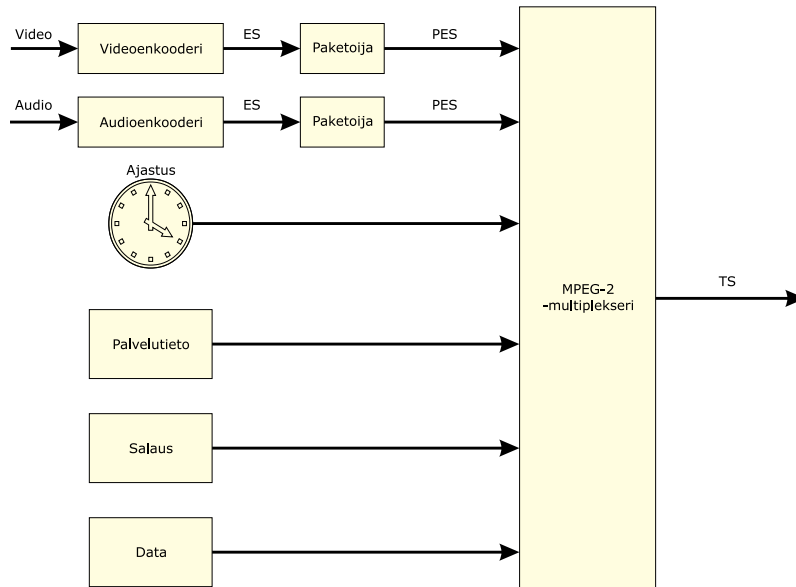 Video
Videoenkooderi
ES
Paketoija
PES
Audio
Audioenkooderi
ES
Paketoija
PES
Ajastus
MPEG-2
-multiplekseri
TS
Palvelutieto
Salaus
Data